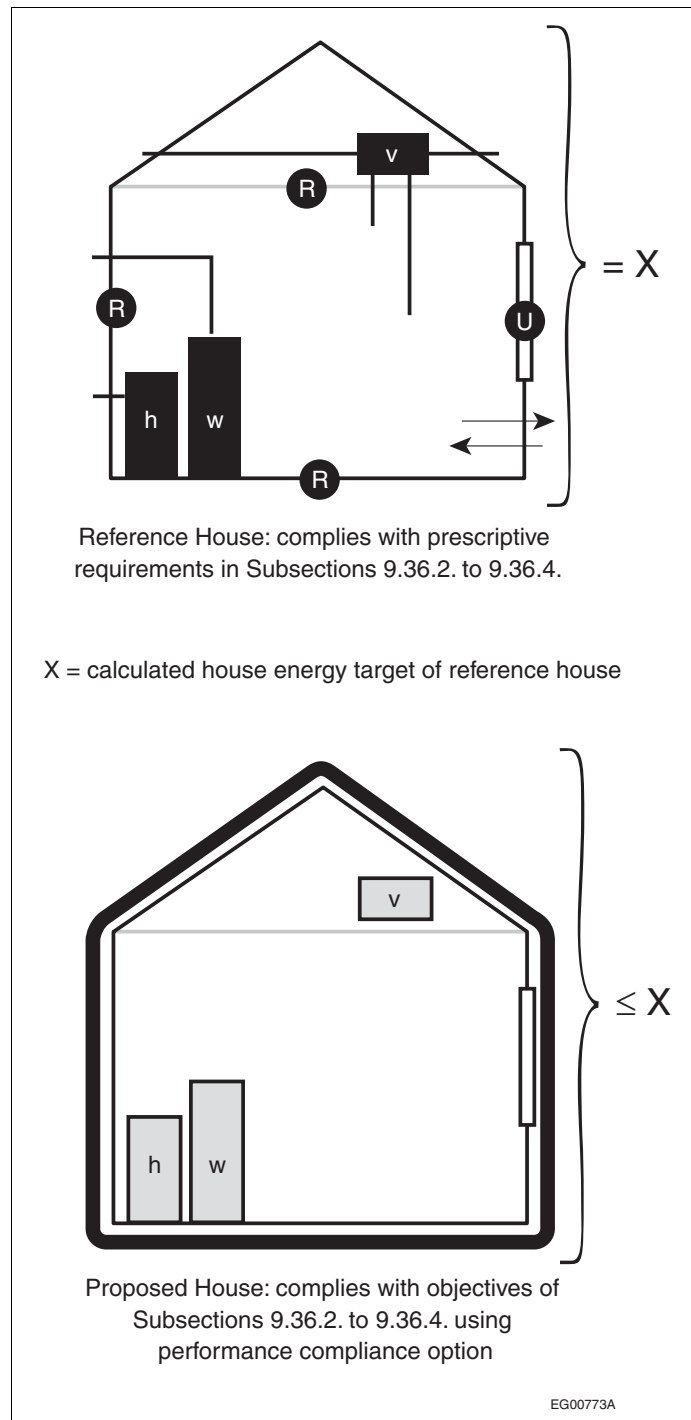 v
R
= X
R
U
h
w
R
Reference House: complies with prescriptive
requirements in Subsections 9.36.2. to 9.36.4.
X = calculated house energy target of reference house
v
≤ X
h
w
Proposed House: complies with objectives of
Subsections 9.36.2. to 9.36.4. using
performance compliance option
EG00773A